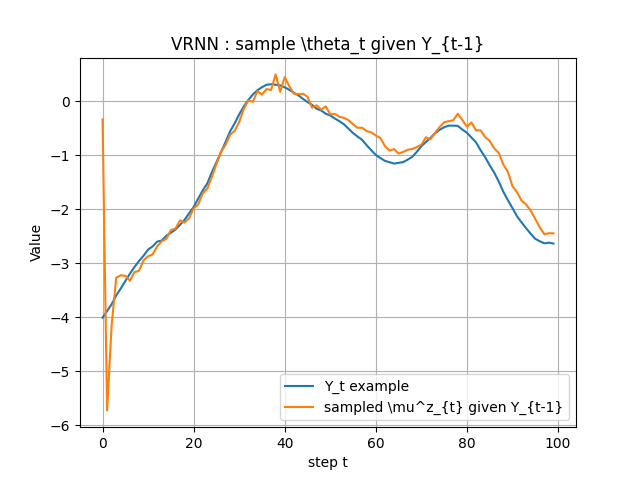 VRNN : sample \theta_t given Y_{t-1}
Value
0
−1
−2
−3
−4
−5
−6
Y_t example
sampled \mu^z_{t} given Y_{t-1}
0 20 40 60 80 100
step t